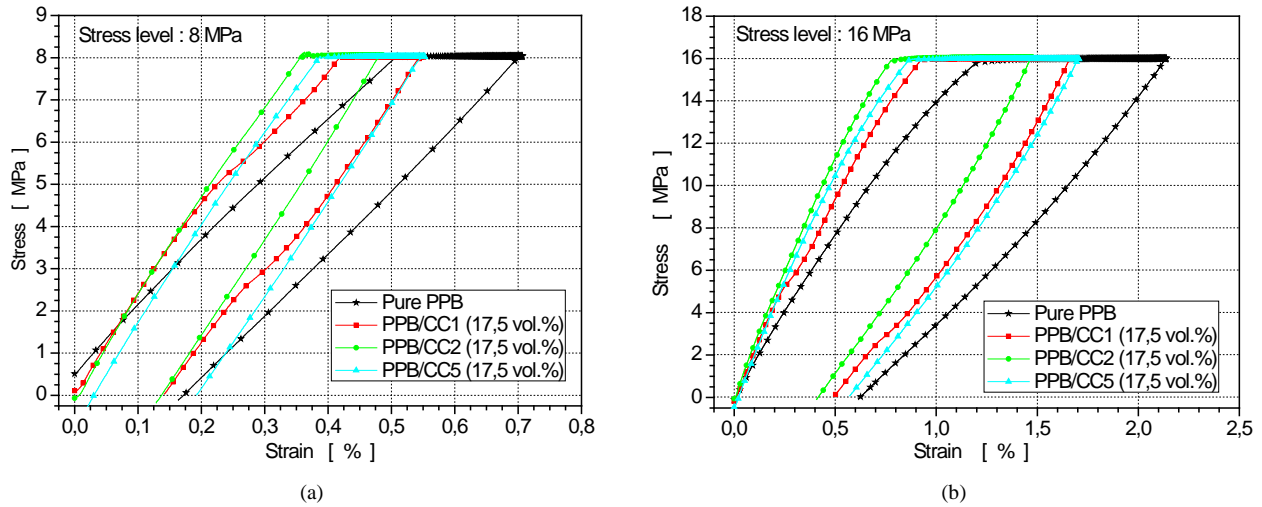 Stress level : 8 MPa
9
8
7
6
5
4
3
2
1
0
Stress [ MPa]
Pure PPB
PPB/CC1 (17,5 vol.%)
PPB/CC2 (17,5 vol.%)
PPB/CC5 (17,5 vol.%)
0,0 0,1 0,2 0,3 0,4 0,5 0,6 0,7 0,8
Strain [ % ]
(a)
Stress level : 16 MPa
18
16
14
12
10
8
6
4
2
0
Stress [ MPa]
Pure PPB
PPB/CC1 (17,5 vol.%)
PPB/CC2 (17,5 vol.%)
PPB/CC5 (17,5 vol.%)
0,0 0,5 1,0 1,5 2,0 2,5
Strain [ % ]
(b)